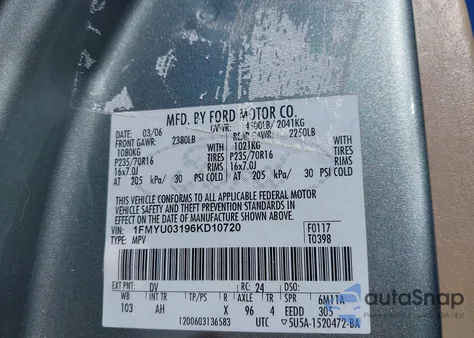 MFD. BY FORD MOTOR CO.
DATE: 03/06 GVWR: 4500LB/ 2041KG
FRONT GAWR: 2380LB REAR GAWR: 2250LB
1080KG WITH 1021KG WITH
P235/70R16 TIRES P235/70R16 TIRES
16x7.0J RIMS 16x7.0J RIMS
AT 205 kPa/ 30 PSI COLD AT 205 kPa/ 30 PSI COLD
THIS VEHICLE CONFORMS TO ALL APPLICABLE FEDERAL MOTOR
VEHICLE SAFETY AND THEFT PREVENTION STANDARDS IN
EFFECT ON THE DATE OF MANUFACTURE SHOWN ABOVE.
VIN: 1FMYU03196KD10720 F0117
TYPE: MPV T0398
EXT PNT: DV RC: 24 DSO:
WB INT TR TP/PS R AX TR SPR 6M11A
103 AH X 96 4 EEDD 305
1200603136583 UTC 5U5A-1520472-BA
autoSnap